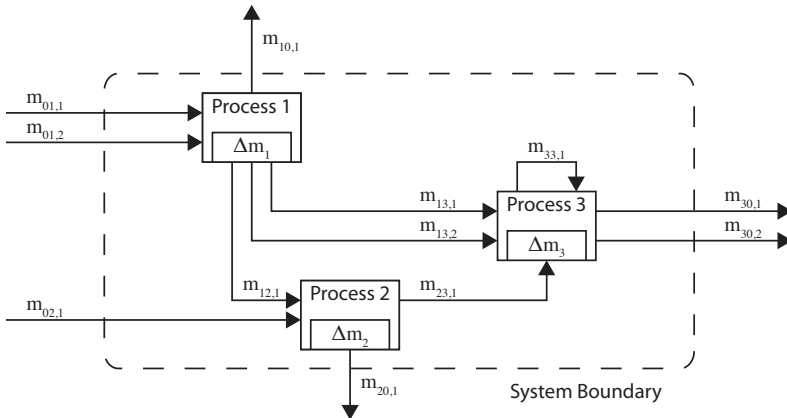 m10,1
m01,1
Process 1
m01,2
Δm1
m33,1
m13,1
Process 3
m30,1
m13,2
m30,2
Δm3
m12,1
Process 2
m23,1
m02,1
Δm2
m20,1
System Boundary